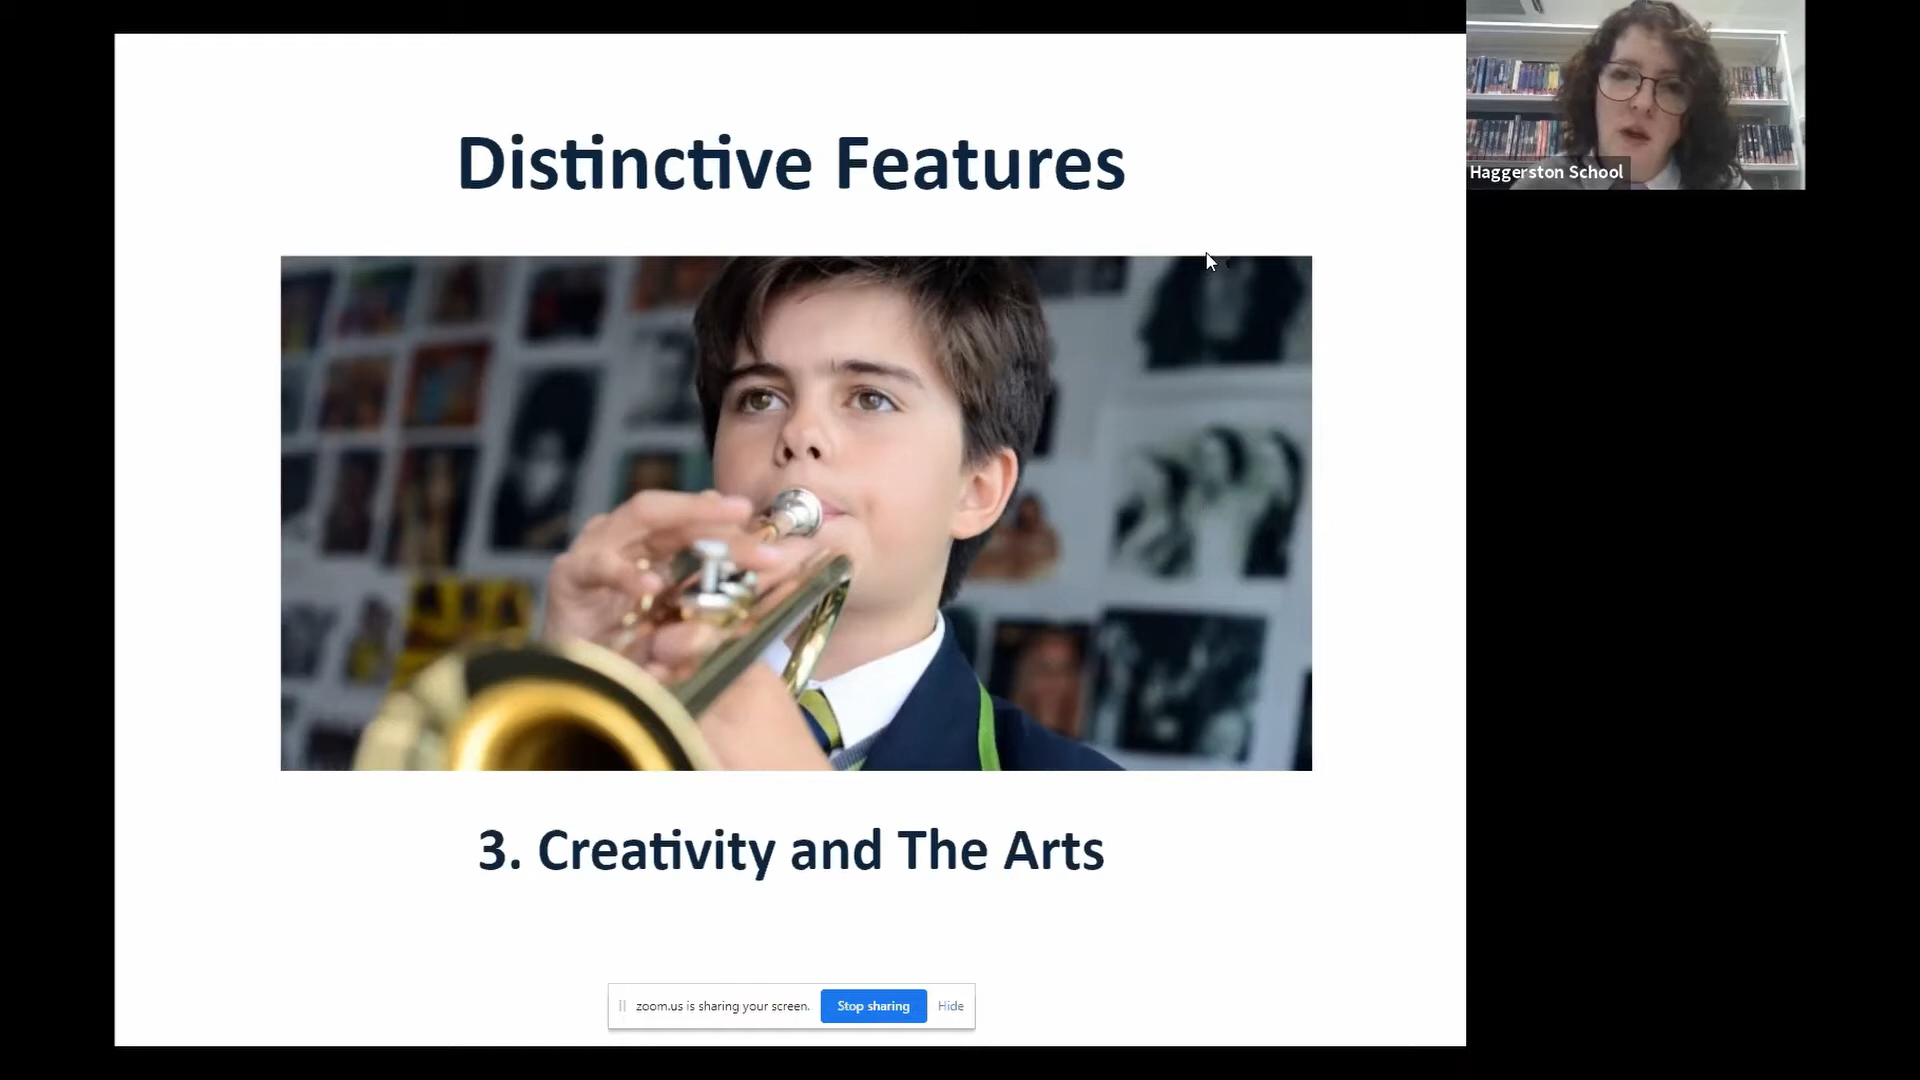 Distinctive Features
Haggerston School
3. Creativity and The Arts
zoom.us is sharing your screen. Stop sharing Hide